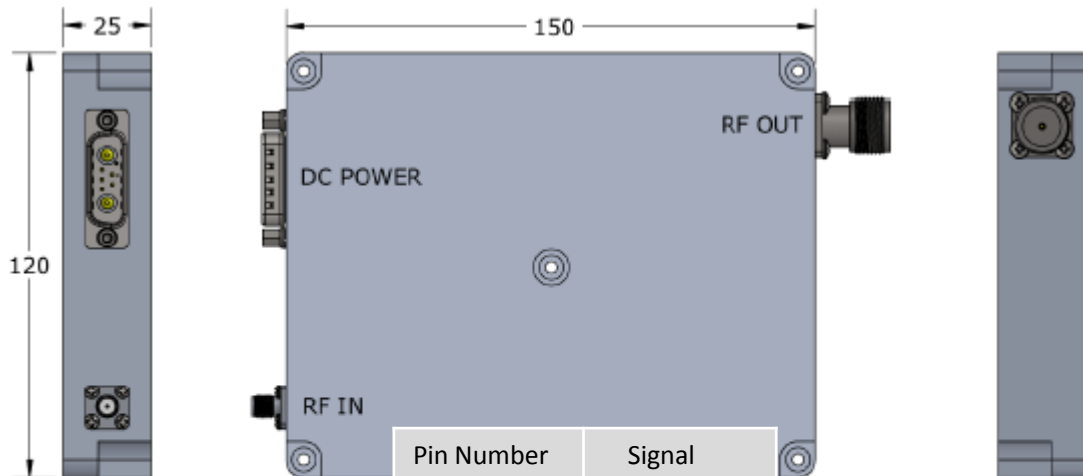 25
150
RF OUT
DC POWER
120
RF IN
Pin Number Signal